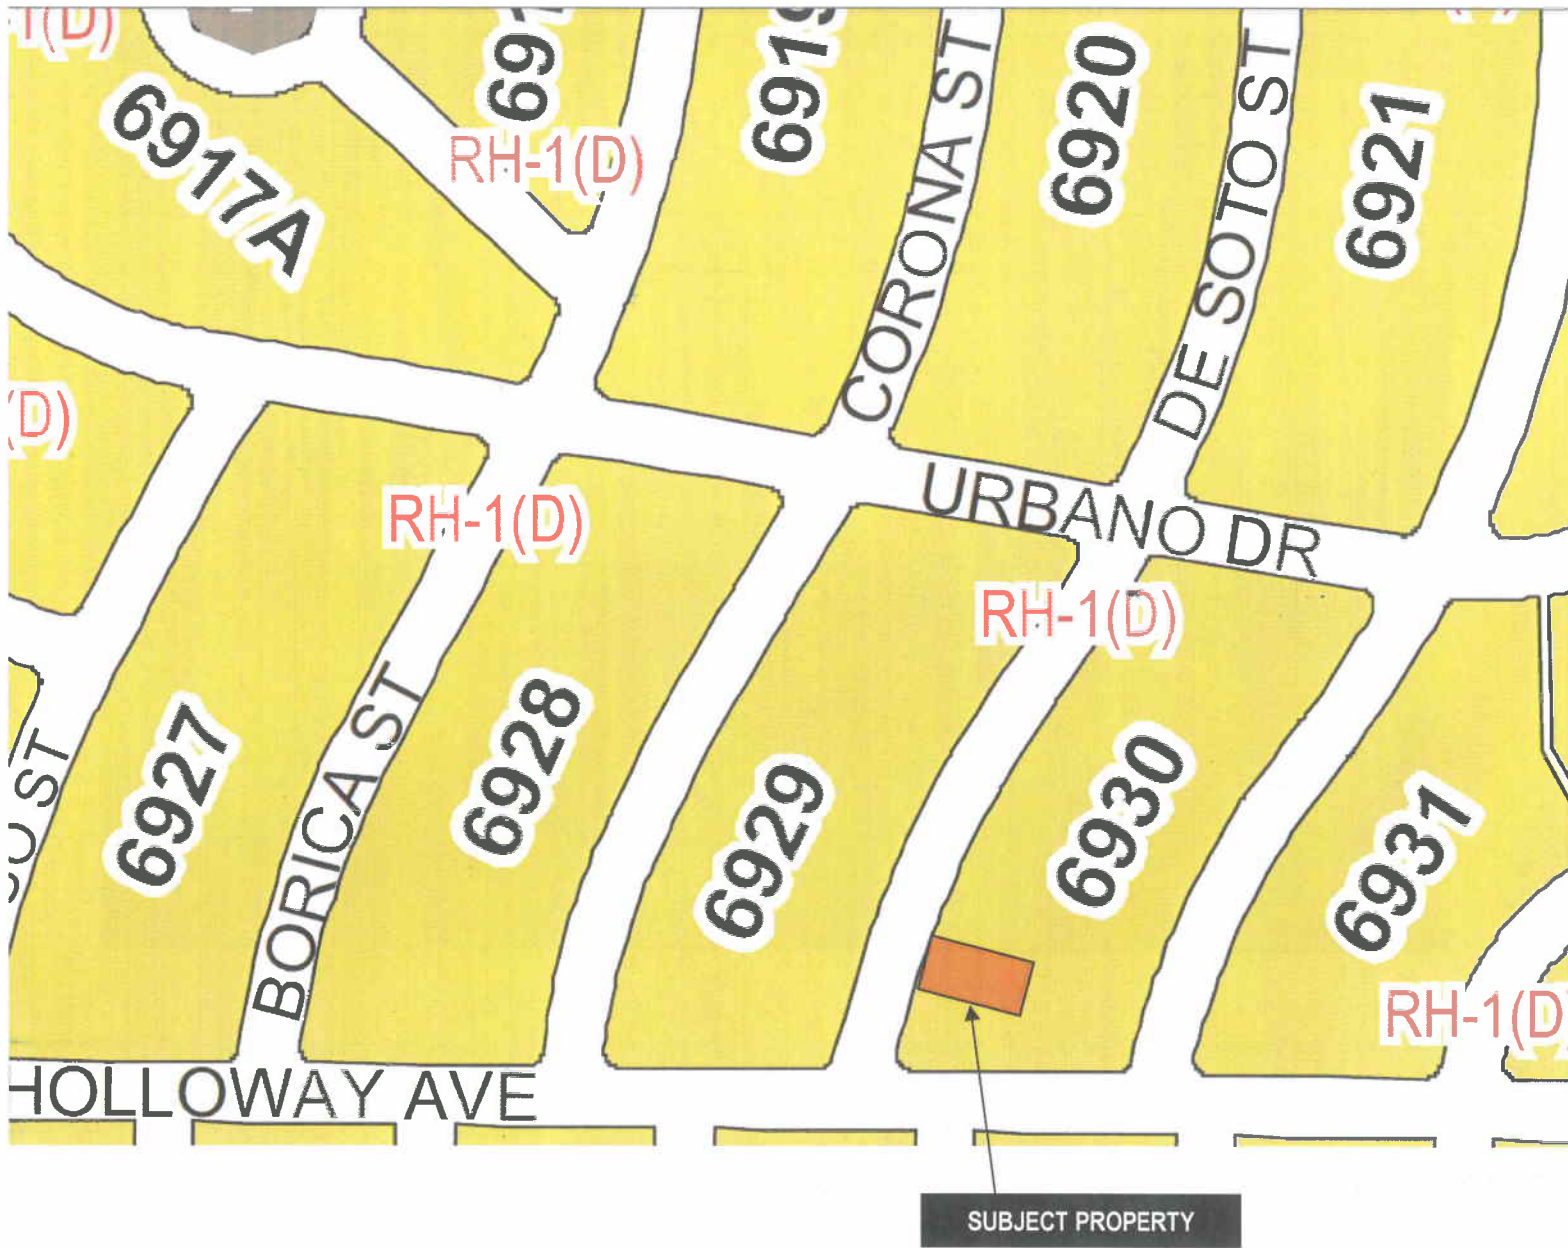 6917A
RH-1(D)
6919
CORONA ST
6920
DE SOTO ST
6921
(D)
RH-1(D)
URBANO DR
RH-1(D)
6927
BORICA ST
6928
6929
6930
6931
RH-1(D)
HOLLOWAY AVE
SUBJECT PROPERTY